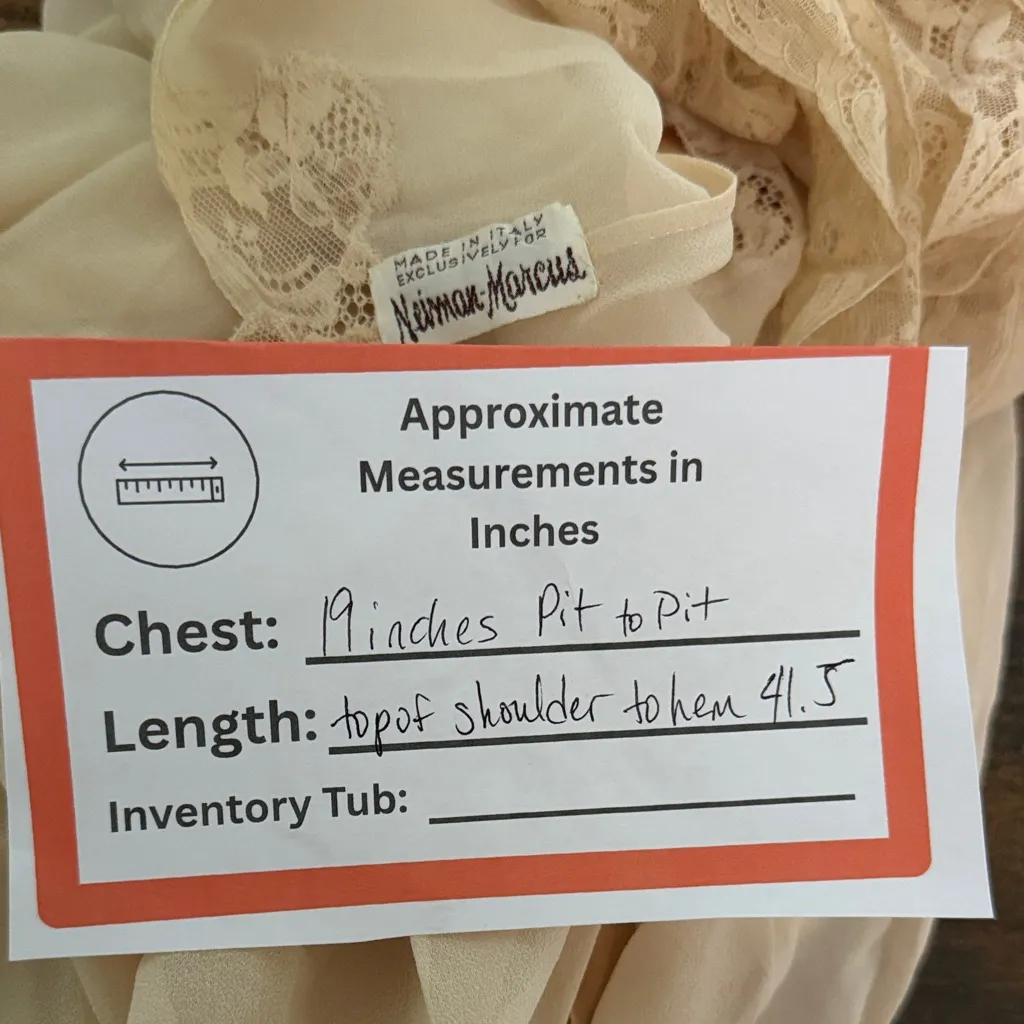 MADE IN ITALY
EXCLUSIVELY FOR
Neiman-Marcus
Approximate
Measurements in
Inches
Chest: 19 inches Pit to Pit
Length: top of shoulder to hem 41.5
Inventory Tub: